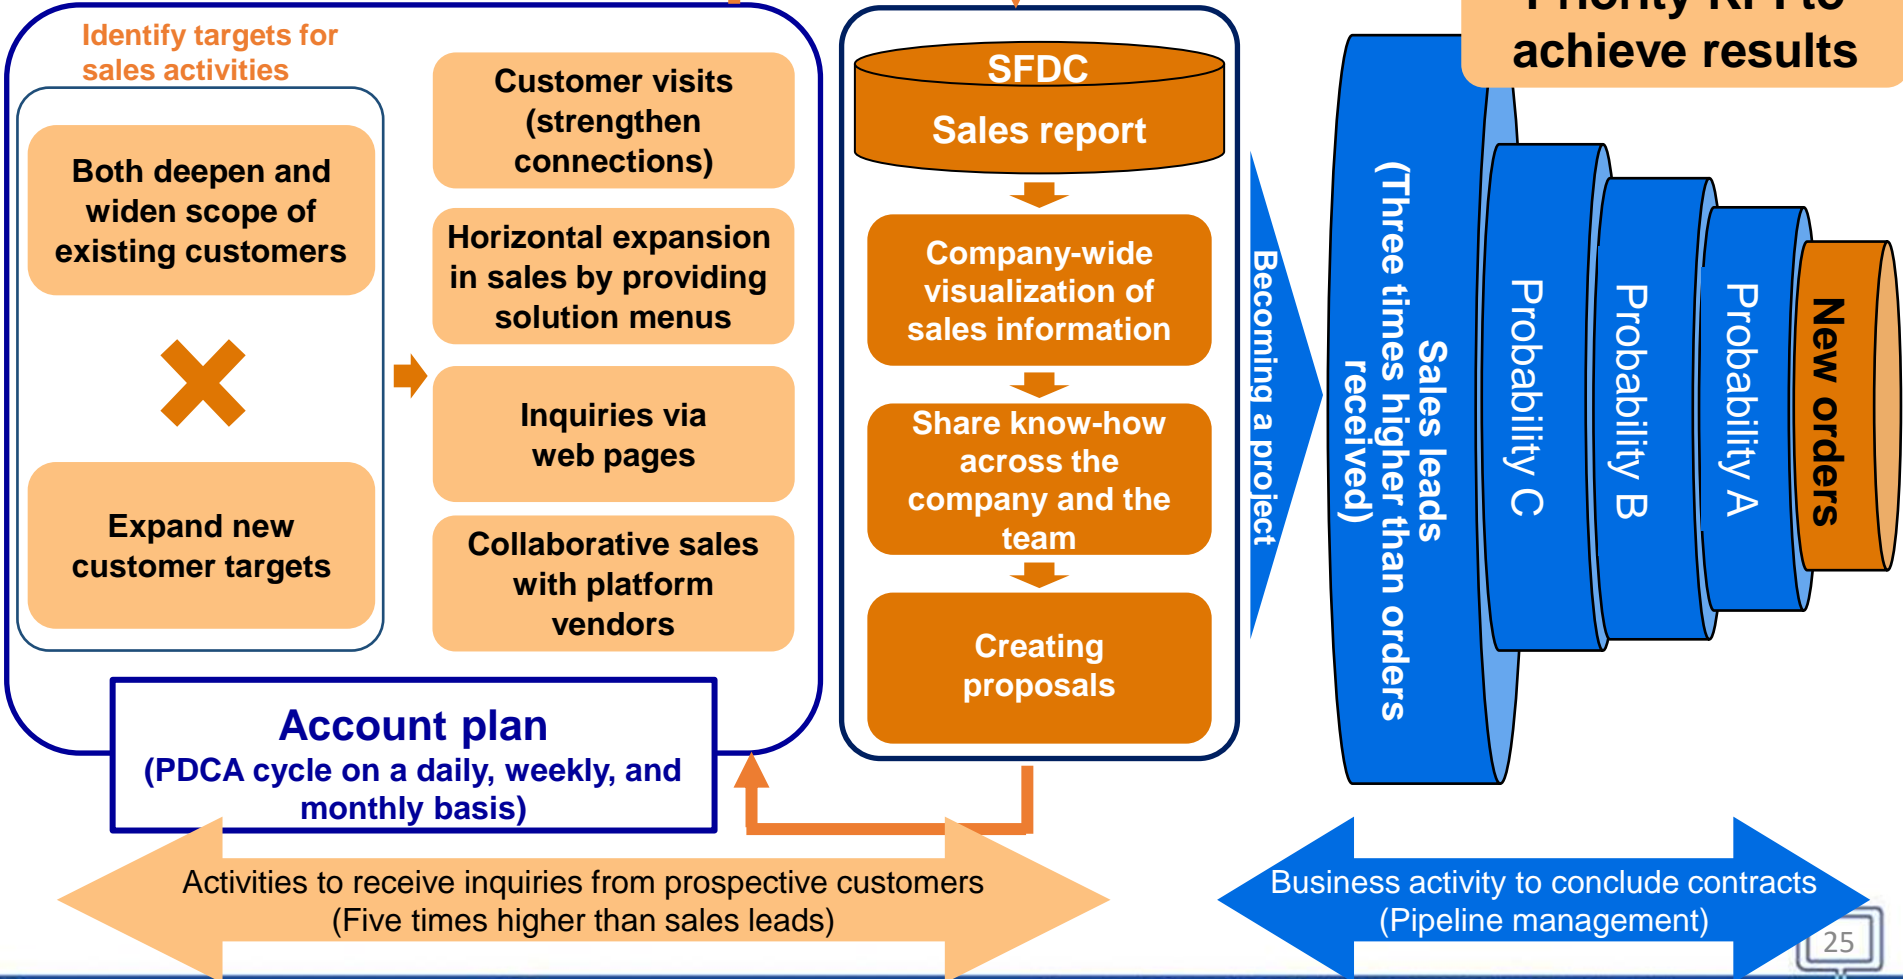 Identify targets for
sales activities
Both deepen and
widen scope of
existing customers
Expand new
customer targets
Customer visits
(strengthen
connections)
Horizontal expansion
in sales by providing
solution menus
Inquiries via
web pages
Collaborative sales
with platform
vendors
Account plan
(PDCA cycle on a daily, weekly, and
monthly basis)
SFDC
Sales report
Company-wide
visualization of
sales information
Share know-how
across the
company and the
team
Creating
proposals
Becoming a project
Priority KPI to
achieve results
Sales leads
(Three times higher than orders
received)
Probability C
Probability B
Probability A
New orders
Activities to receive inquiries from prospective customers
(Five times higher than sales leads)
Business activity to conclude contracts
(Pipeline management)
25